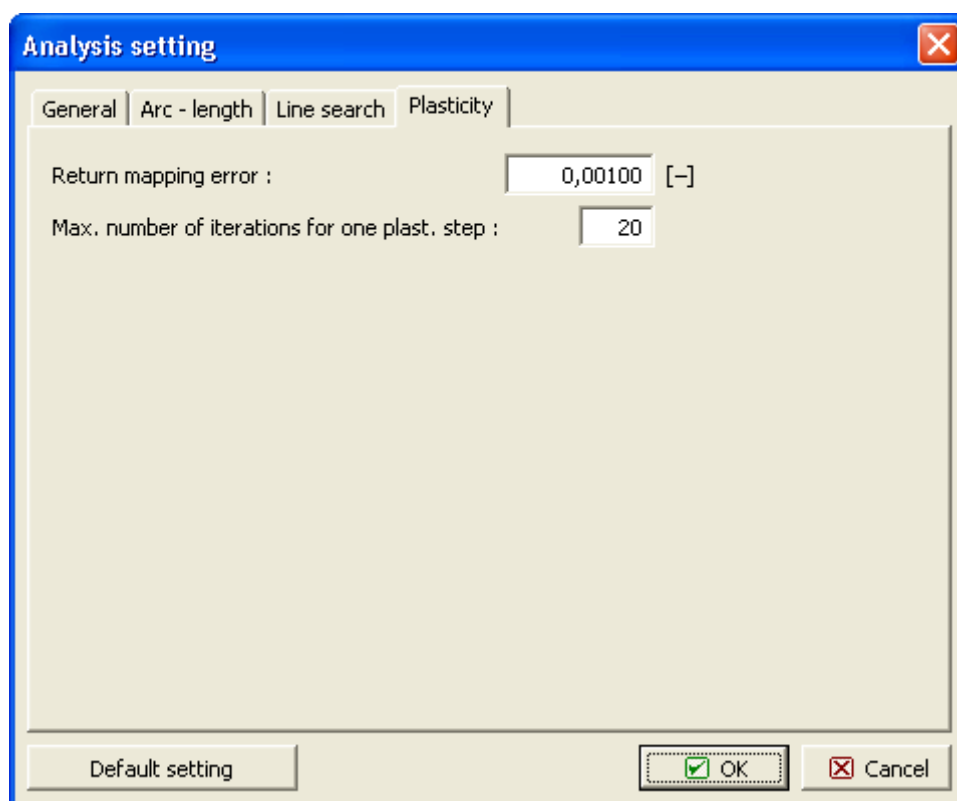 Analysis setting
General Arc - length Line search Plasticity
Return mapping error : 0,00100 [–]
Max. number of iterations for one plast. step : 20
Default setting OK Cancel